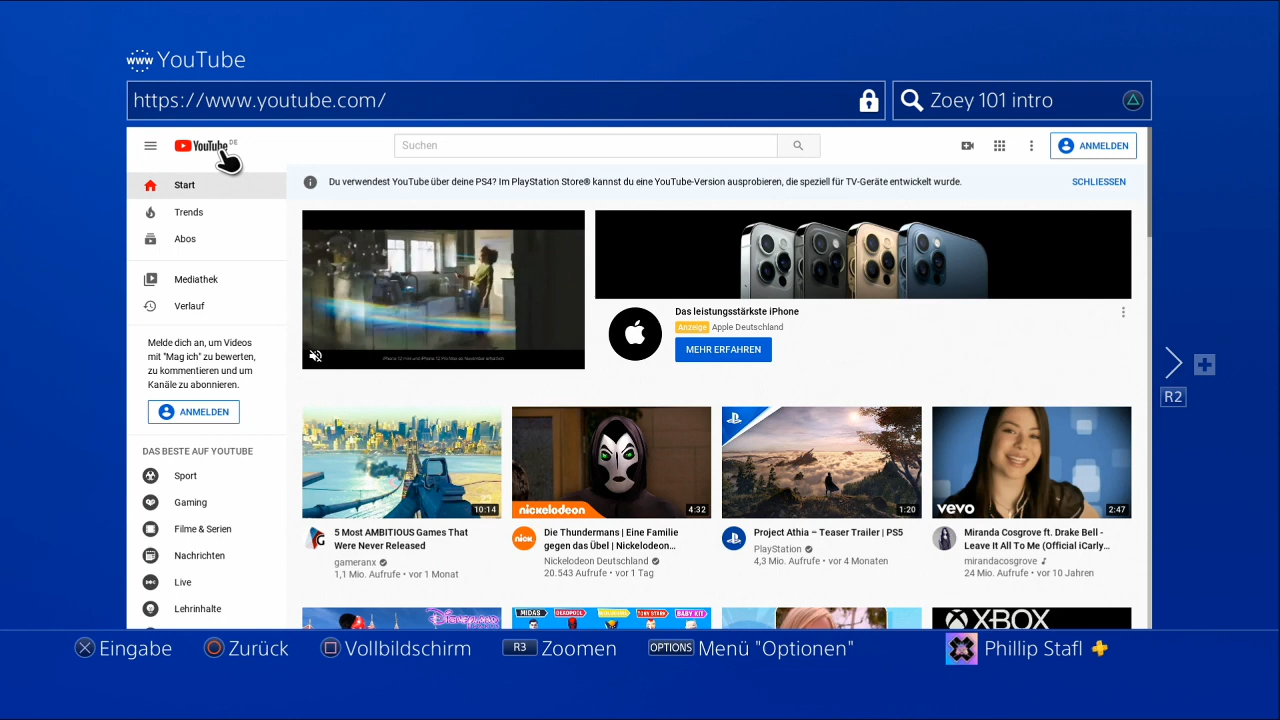 www YouTube
https://www.youtube.com/
Zoey 101 intro
YouTube DE
Suchen
ANMELDEN
Start
Trends
Abos
Mediathek
Verlauf
Melde dich an, um Videos
mit "Mag ich" zu bewerten,
zu kommentieren und um
Kanäle zu abonnieren.
ANMELDEN
DAS BESTE AUF YOUTUBE
Sport
Gaming
Filme & Serien
Nachrichten
Live
Lehrinhalte
Du verwendest YouTube über deine PS4? Im PlayStation Store® kannst du eine YouTube-Version ausprobieren, die speziell für TV-Geräte entwickelt wurde.
SCHLIESSEN
Das leistungsstärkste iPhone
Anzeige Apple Deutschland
MEHR ERFAHREN
10:14
5 Most AMBITIOUS Games That
Were Never Released
gameranx
1,1 Mio. Aufrufe • vor 1 Monat
nickelodeon
4:32
Die Thundermans | Eine Familie
gegen das Übel | Nickelodeon...
Nickelodeon Deutschland
20.543 Aufrufe • vor 1 Tag
1:20
Project Athia – Teaser Trailer | PS5
PlayStation
4,3 Mio. Aufrufe • vor 4 Monaten
vevo
2:47
Miranda Cosgrove ft. Drake Bell -
Leave It All To Me (Official iCarly...
mirandacosgrove
24 Mio. Aufrufe • vor 10 Jahren
MIDAS
DEADPOOL
WOLVERINE
TONY STARK
BABY KIT
XBOX
R2
Eingabe
Zurück
Vollbildschirm
R3 Zoomen
OPTIONS Menü "Optionen"
Phillip Stafl